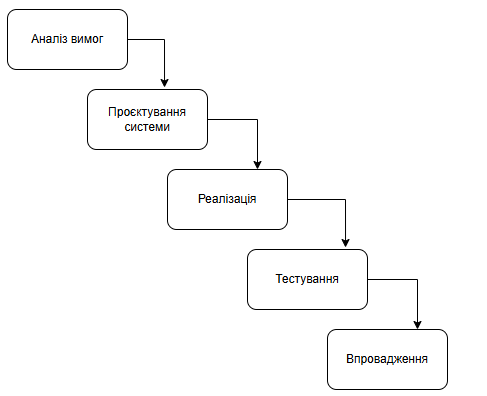 Аналіз вимог
Проєктування
системи
Реалізація
Тестування
Впровадження